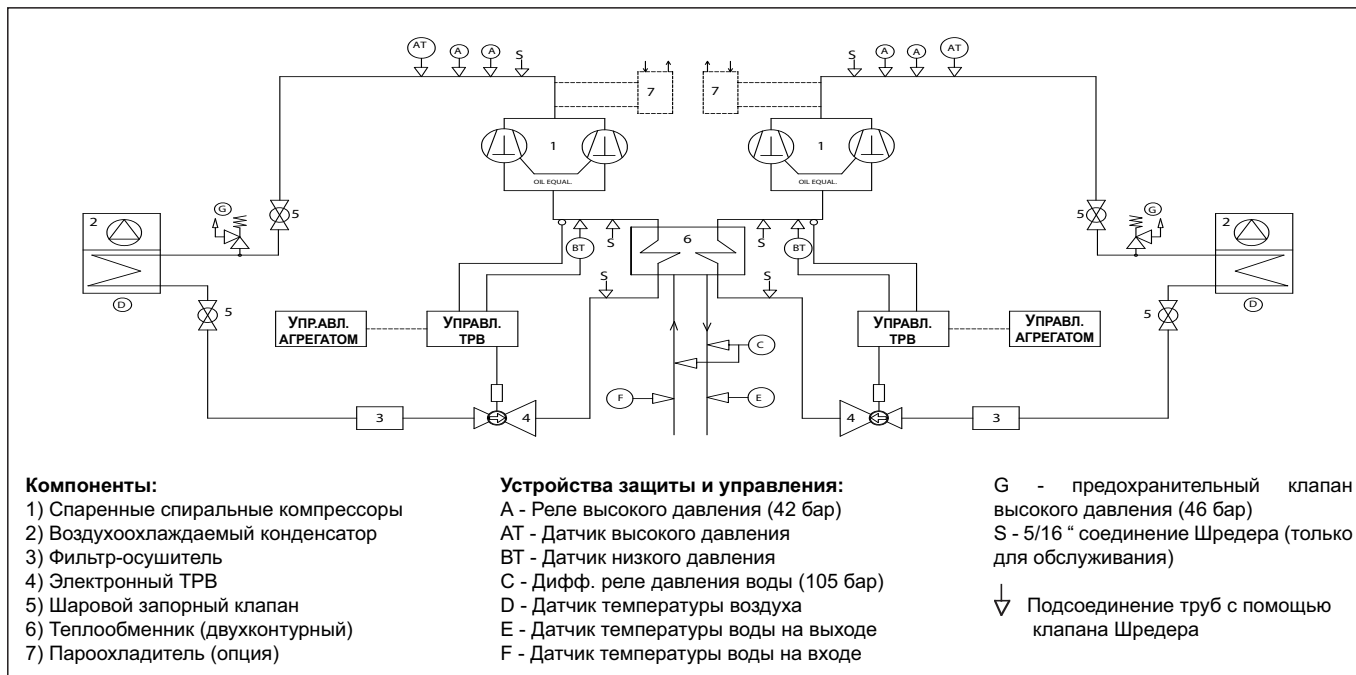 AT A A S S A A AT
7 7
1 1
OIL EQUAL. OIL EQUAL.
G G
5 5
2 2
6
BT S S BT
S S
D D
5 5
УПР.АВЛ. АГРЕГАТОМ
УПРАВЛ. ТРВ
УПРАВЛ. ТРВ
УПРАВЛ. АГРЕГАТОМ
C
F E
3 4 4 3
Компоненты:
1) Спаренные спиральные компрессоры
2) Воздухоохлаждаемый конденсатор
3) Фильтр-осушитель
4) Электронный ТРВ
5) Шаровой запорный клапан
6) Теплообменник (двухконтурный)
7) Пароохладитель (опция)
Устройства защиты и управления:
A - Реле высокого давления (42 бар)
AT - Датчик высокого давления
BT - Датчик низкого давления
C - Дифф. реле давления воды (105 бар)
D - Датчик температуры воздуха
E - Датчик температуры воды на выходе
F - Датчик температуры воды на входе
G - предохранительный клапан
высокого давления (46 бар)
S - 5/16 “ соединение Шредера (только
для обслуживания)
Подсоединение труб с помощью
клапана Шредера